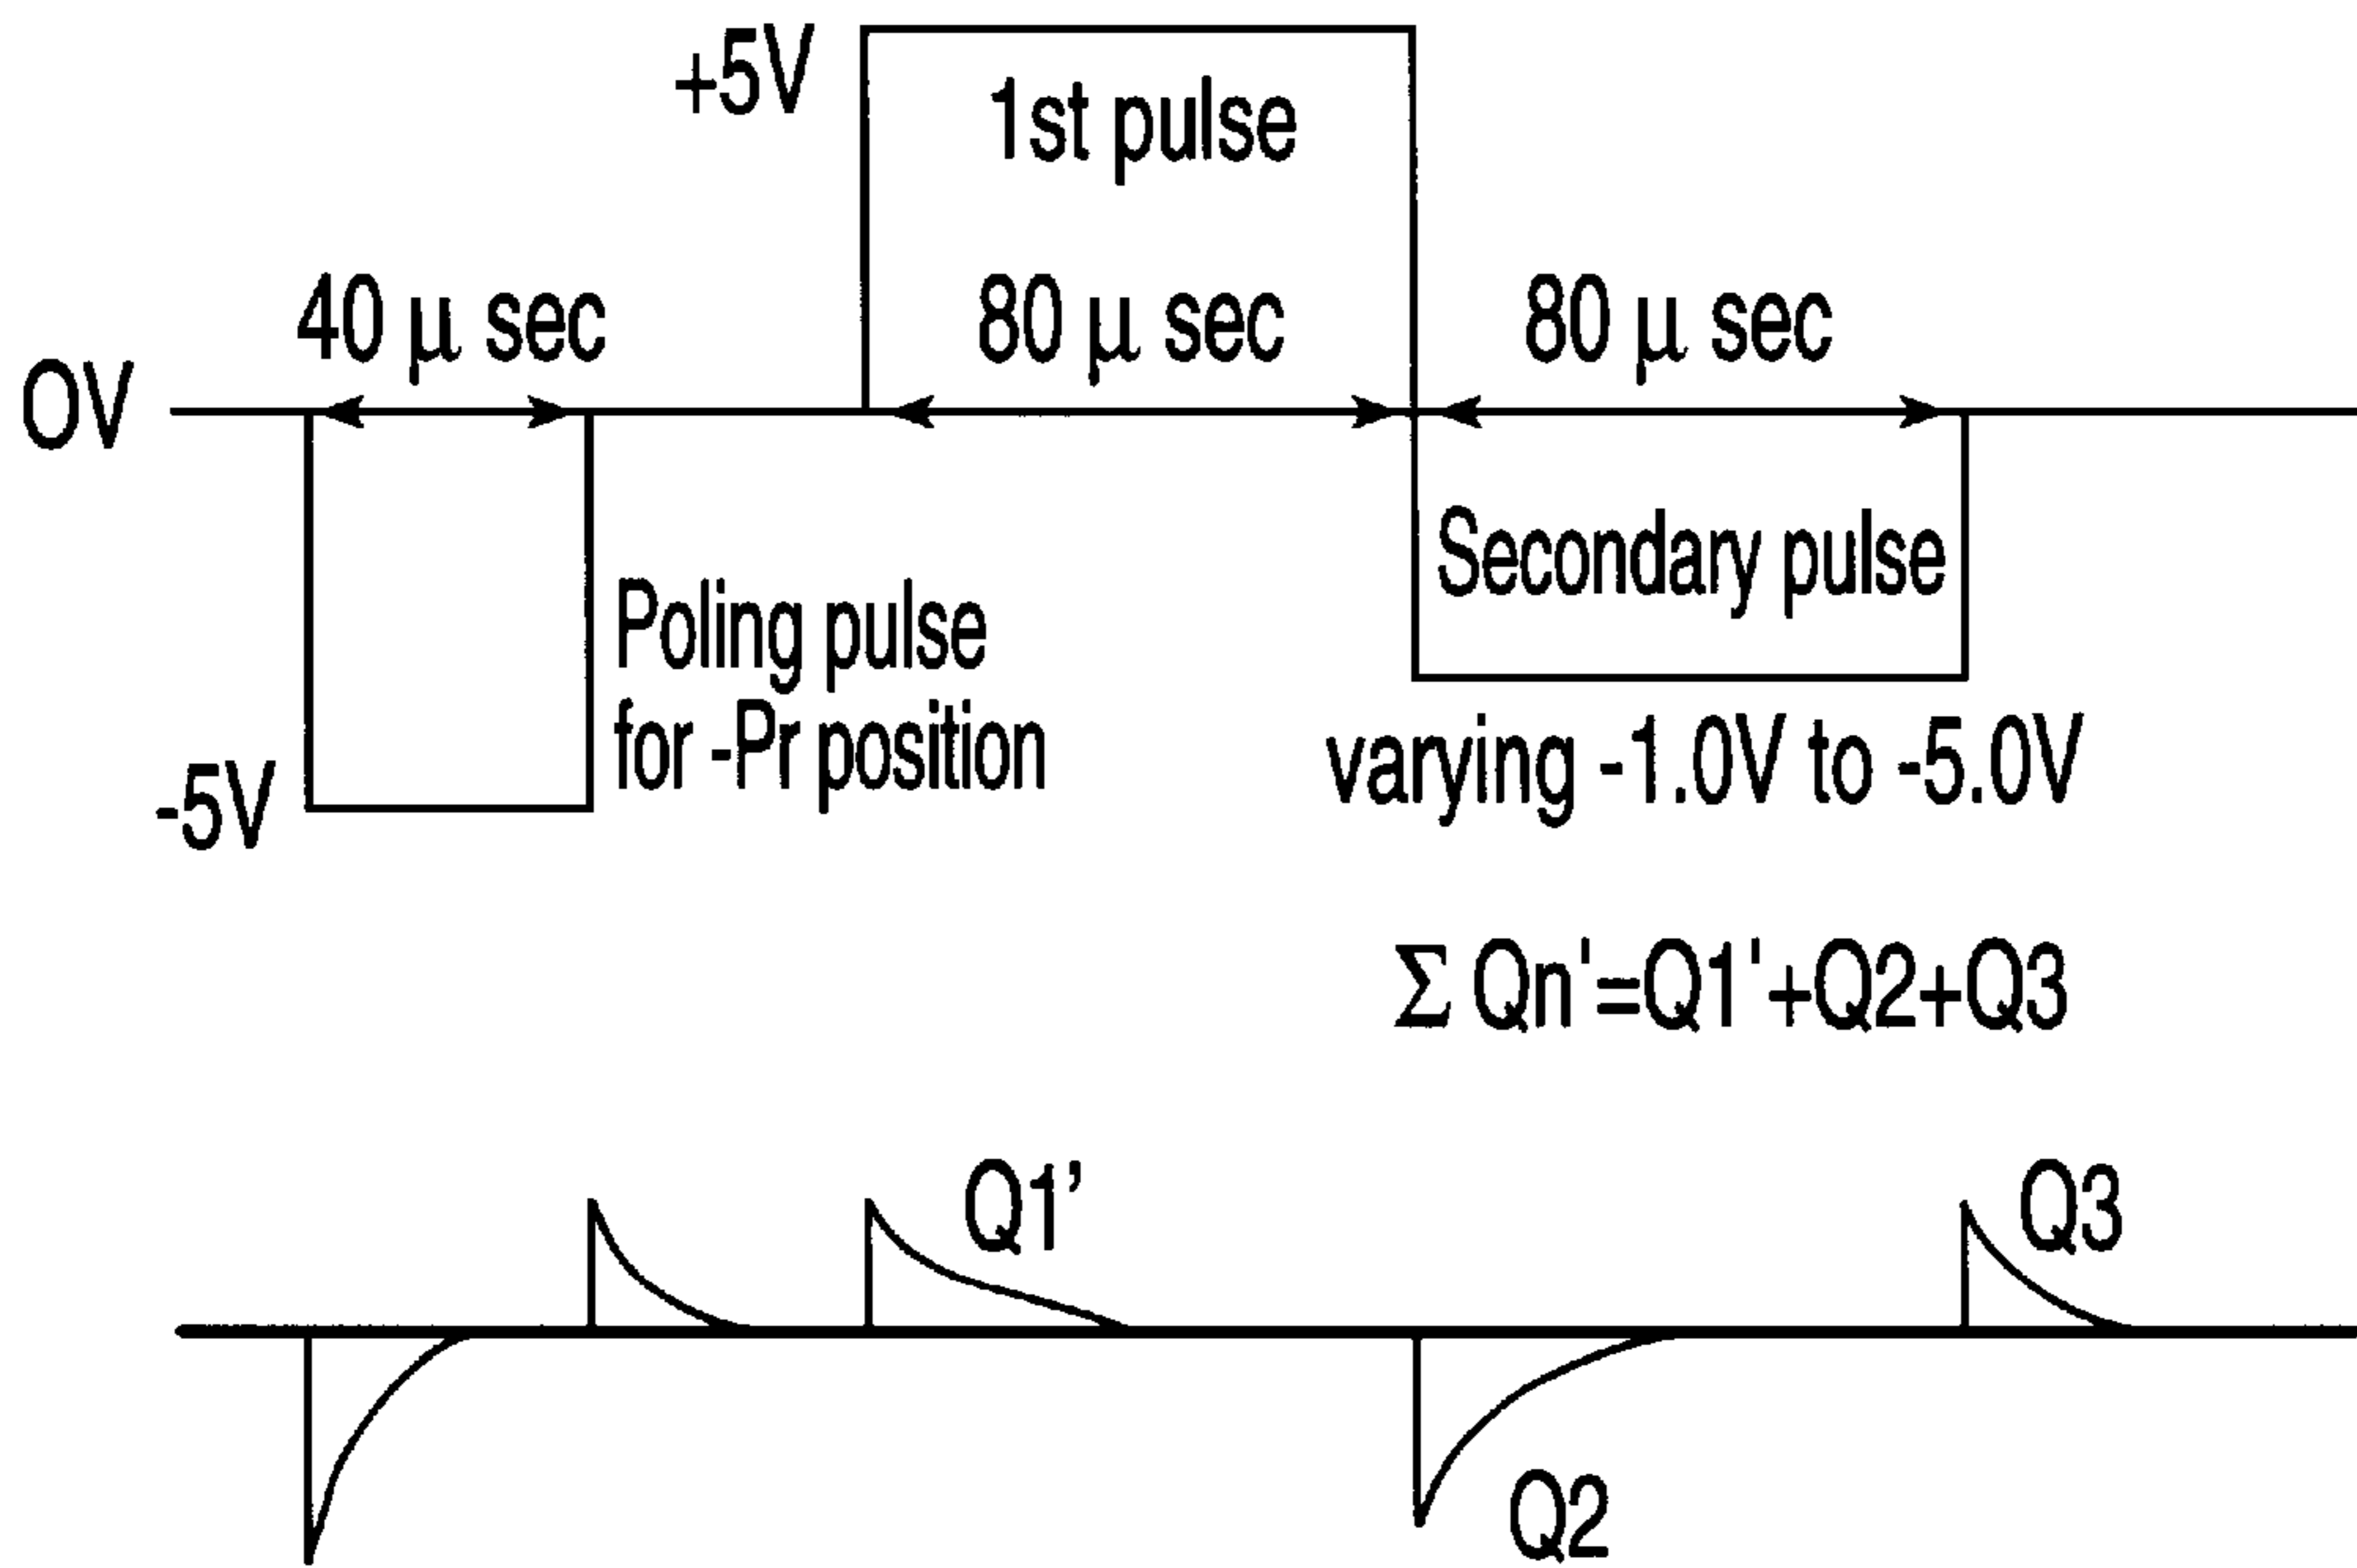 +5V
1st pulse
40 μ sec
80 μ sec
80 μ sec
OV
Secondary pulse
Poling pulse
for -Pr position
varying -1.0V to -5.0V
-5V
Σ Qn'=Q1'+Q2+Q3
Q1’
Q3
Q2